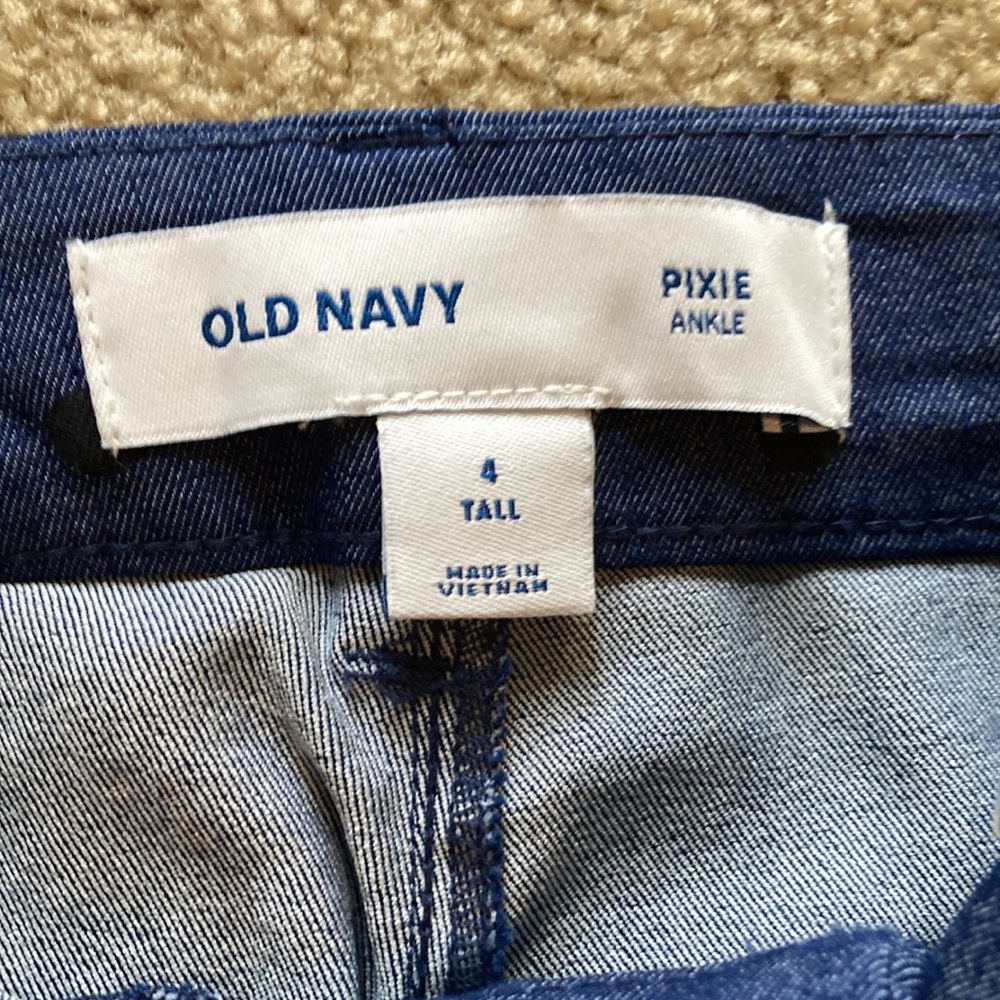 OLD NAVY
PIXIE
ANKLE
4
TALL
MADE IN
VIETNAM